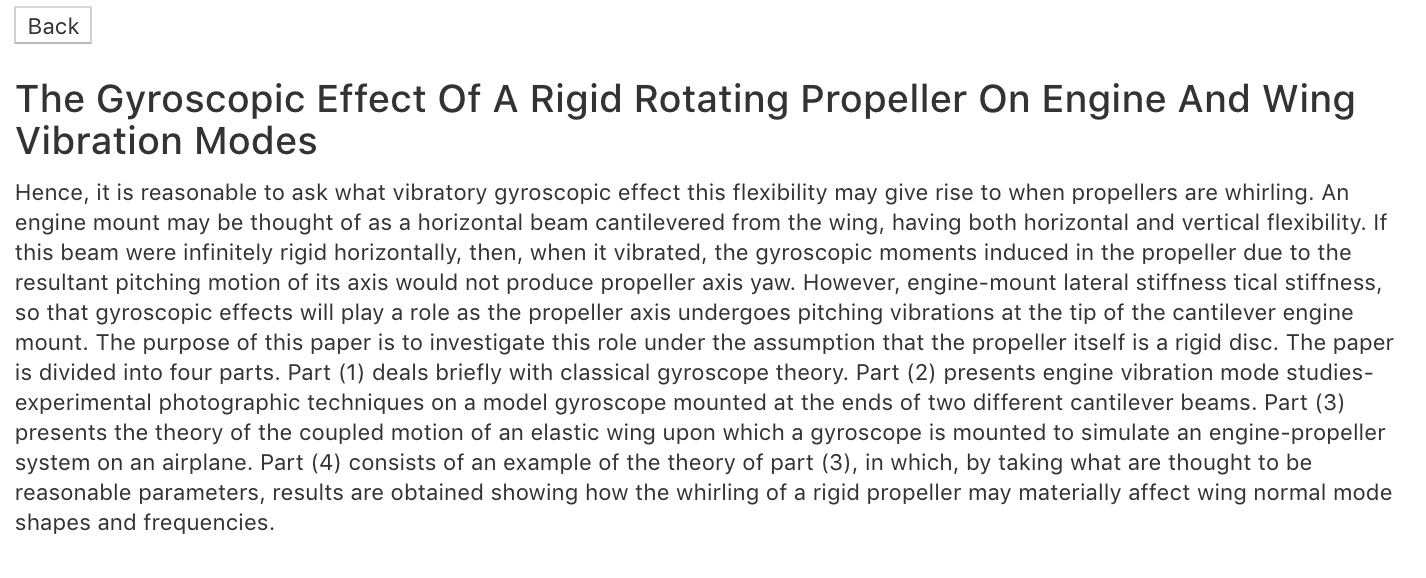 Back
The Gyroscopic Effect Of A Rigid Rotating Propeller On Engine And Wing
Vibration Modes
Hence, it is reasonable to ask what vibratory gyroscopic effect this flexibility may give rise to when propellers are whirling. An
engine mount may be thought of as a horizontal beam cantilevered from the wing, having both horizontal and vertical flexibility. If
this beam were infinitely rigid horizontally, then, when it vibrated, the gyroscopic moments induced in the propeller due to the
resultant pitching motion of its axis would not produce propeller axis yaw. However, engine-mount lateral stiffness tical stiffness,
so that gyroscopic effects will play a role as the propeller axis undergoes pitching vibrations at the tip of the cantilever engine
mount. The purpose of this paper is to investigate this role under the assumption that the propeller itself is a rigid disc. The paper
is divided into four parts. Part (1) deals briefly with classical gyroscope theory. Part (2) presents engine vibration mode studies-
experimental photographic techniques on a model gyroscope mounted at the ends of two different cantilever beams. Part (3)
presents the theory of the coupled motion of an elastic wing upon which a gyroscope is mounted to simulate an engine-propeller
system on an airplane. Part (4) consists of an example of the theory of part (3), in which, by taking what are thought to be
reasonable parameters, results are obtained showing how the whirling of a rigid propeller may materially affect wing normal mode
shapes and frequencies.